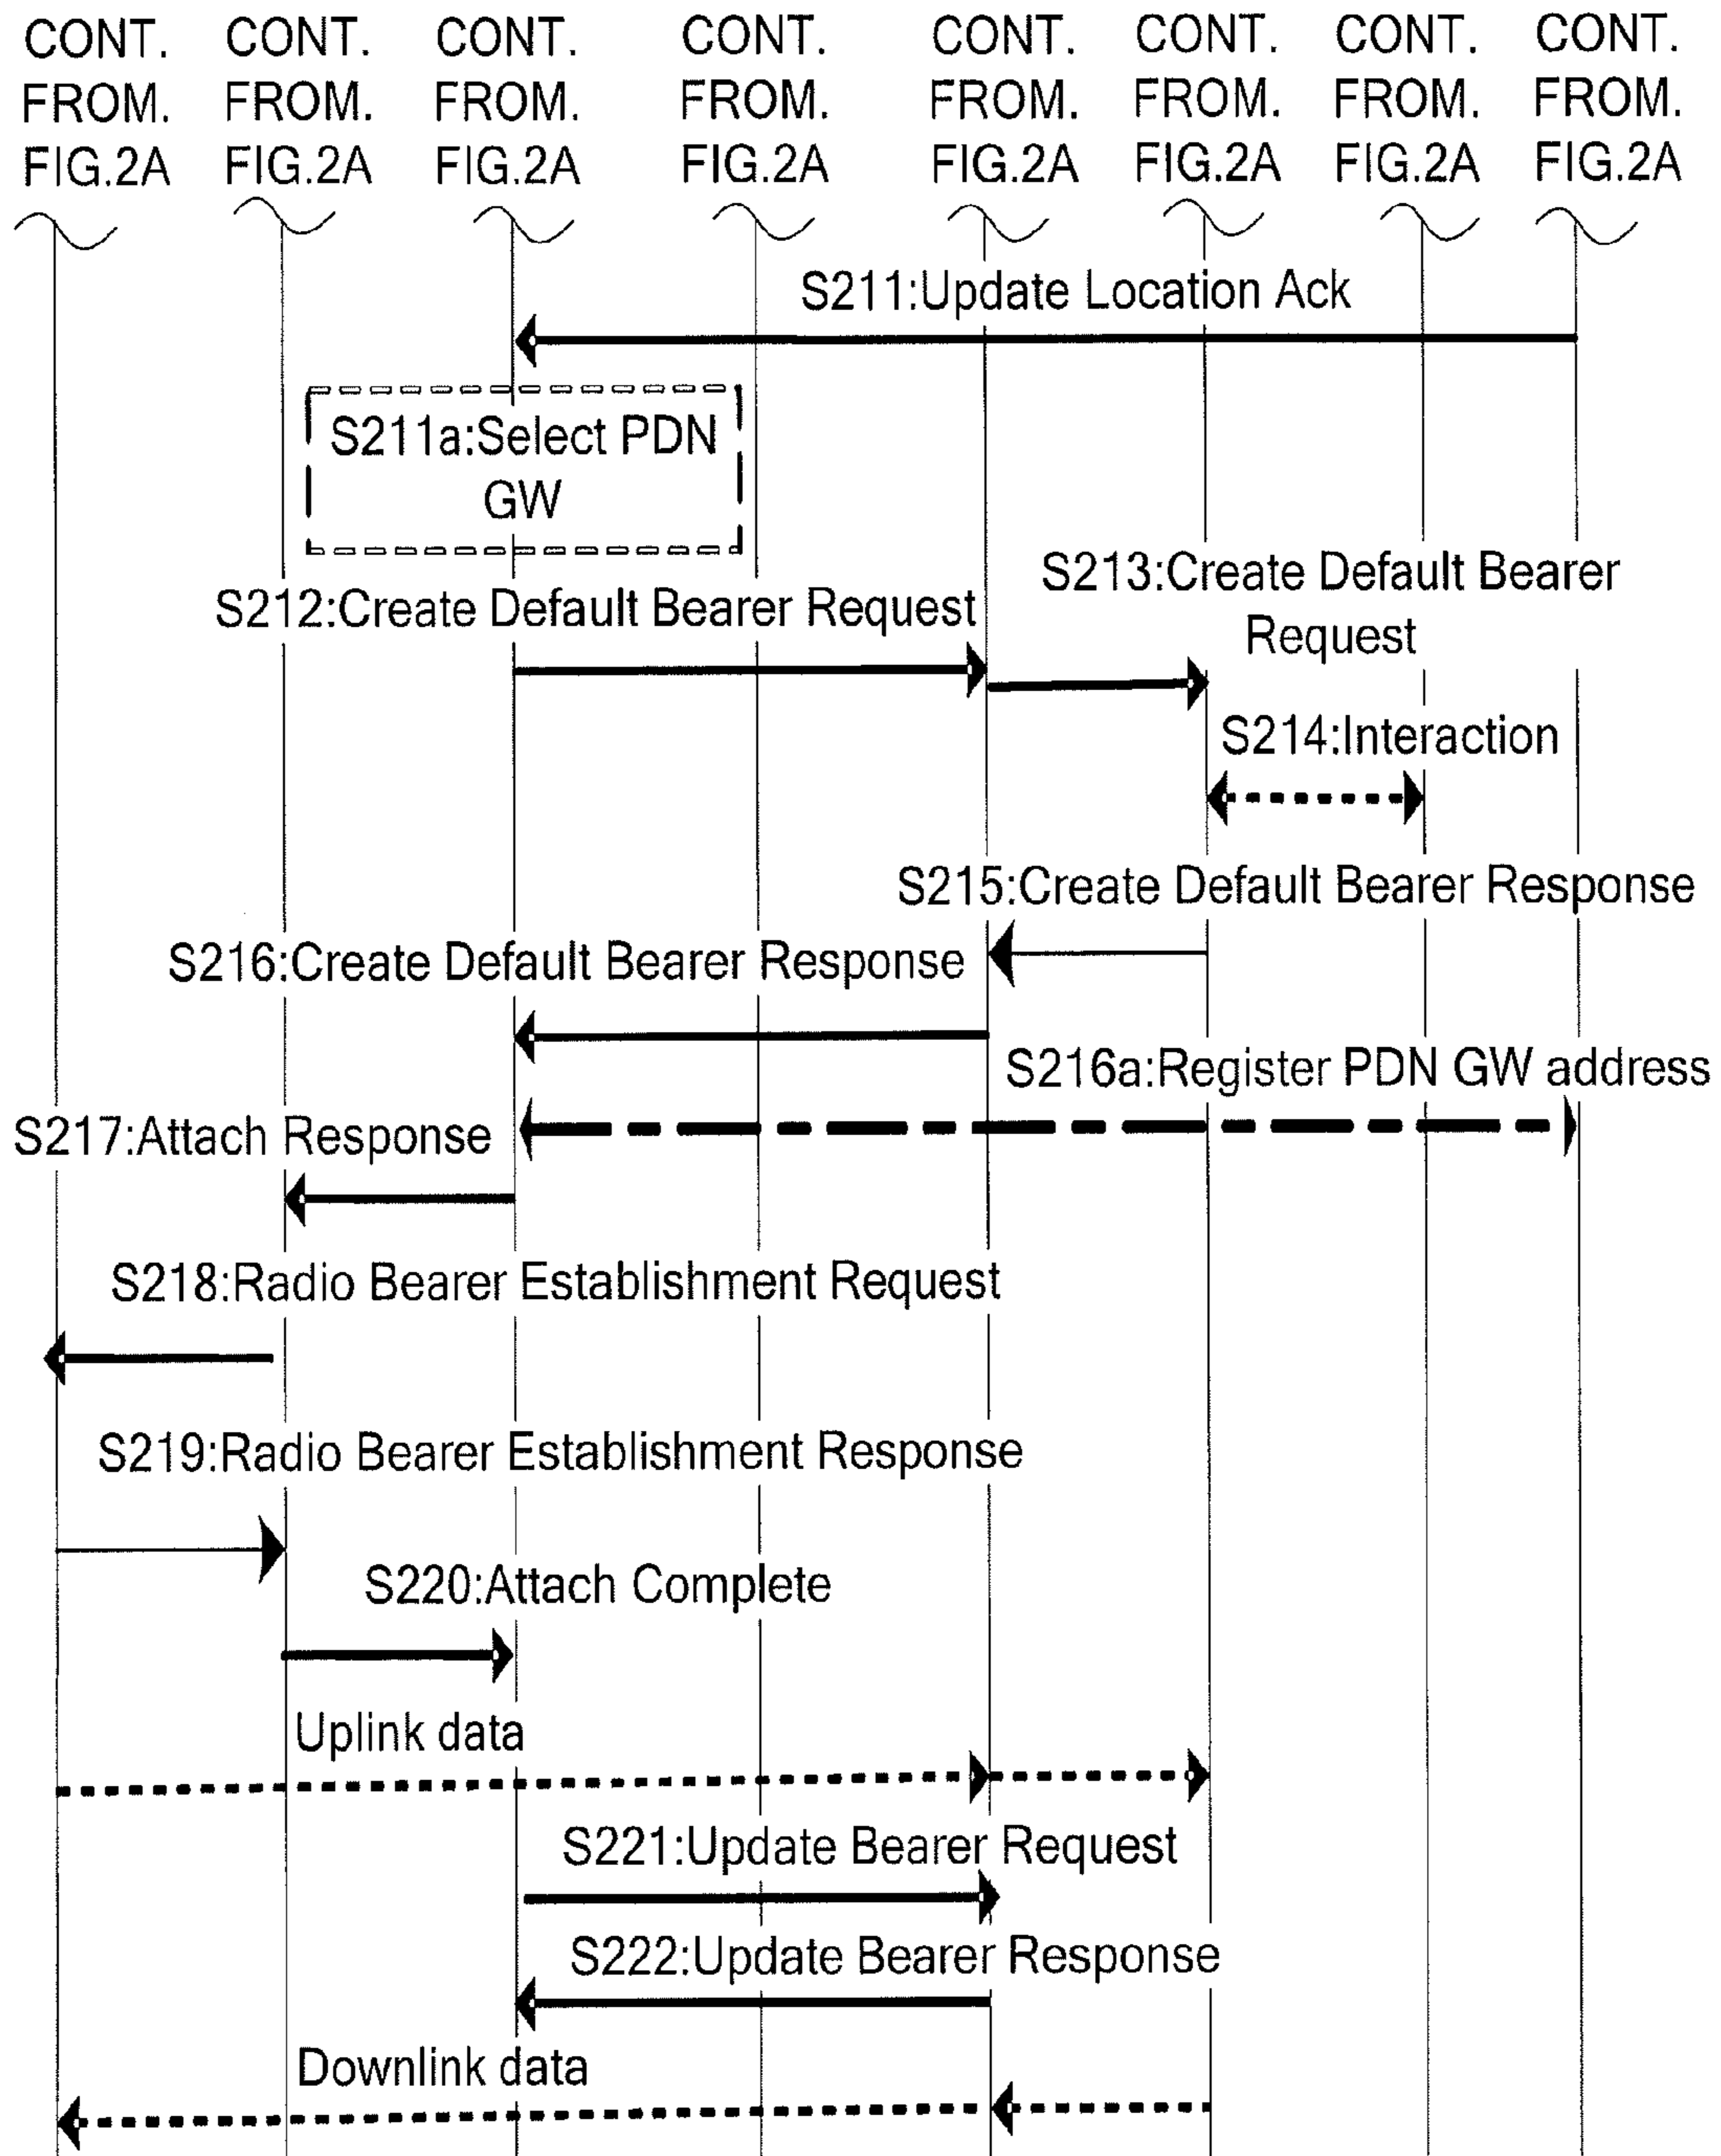 CONT. CONT. CONT. CONT. CONT. CONT. CONT. CONT.
FROM. FROM. FROM. FROM. FROM. FROM. FROM. FROM.
FIG.2A FIG.2A FIG.2A FIG.2A FIG.2A FIG.2A FIG.2A FIG.2A
S211:Update Location Ack
S211a:Select PDN
GW
S212:Create Default Bearer Request
S213:Create Default Bearer
Request
S214:Interaction
S215:Create Default Bearer Response
S216:Create Default Bearer Response
S216a:Register PDN GW address
S217:Attach Response
S218:Radio Bearer Establishment Request
S219:Radio Bearer Establishment Response
S220:Attach Complete
Uplink data
S221:Update Bearer Request
S222:Update Bearer Response
Downlink data